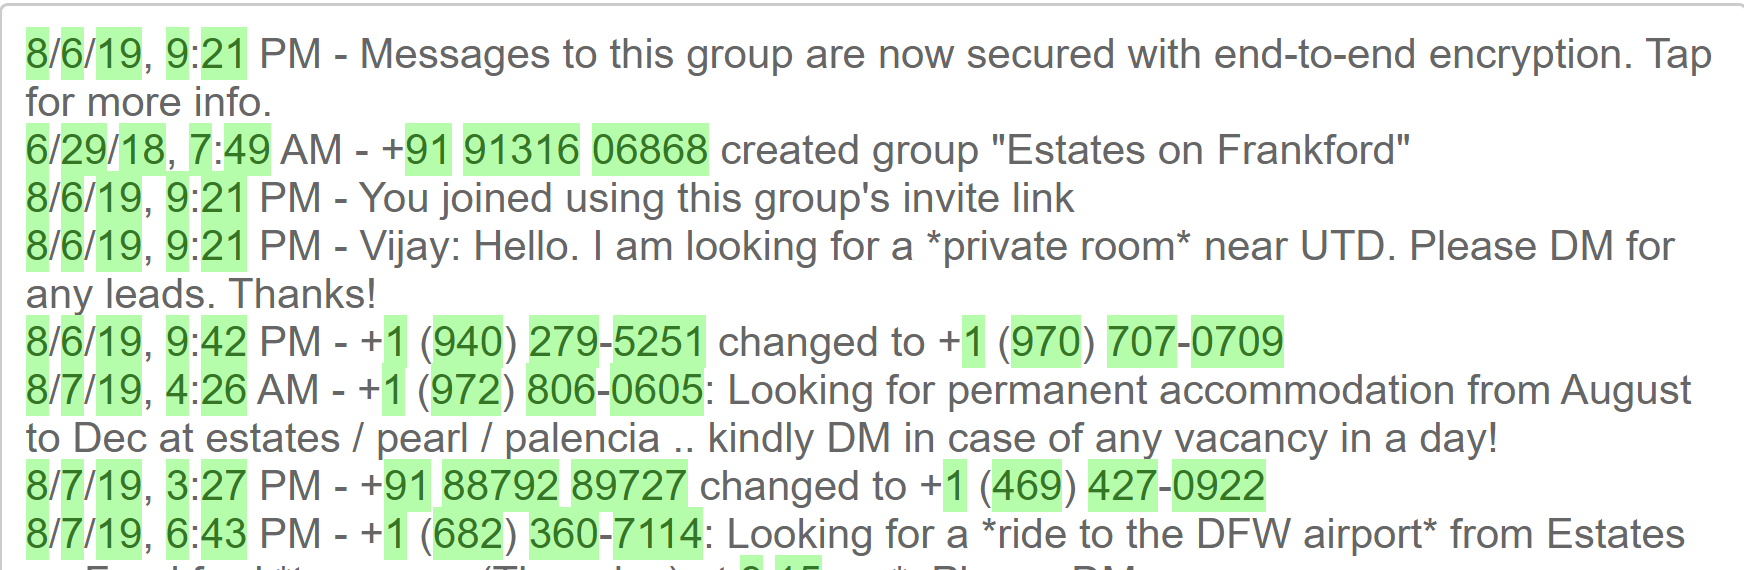 8/6/19, 9:21 PM - Messages to this group are now secured with end-to-end encryption. Tap
for more info.
6/29/18, 7:49 AM - +91 91316 06868 created group "Estates on Frankford"
8/6/19, 9:21 PM - You joined using this group's invite link
8/6/19, 9:21 PM - Vijay: Hello. I am looking for a *private room* near UTD. Please DM for
any leads. Thanks!
8/6/19, 9:42 PM - +1 (940) 279-5251 changed to +1 (970) 707-0709
8/7/19, 4:26 AM - +1 (972) 806-0605: Looking for permanent accommodation from August
to Dec at estates / pearl / palencia .. kindly DM in case of any vacancy in a day!
8/7/19, 3:27 PM - +91 88792 89727 changed to +1 (469) 427-0922
8/7/19, 6:43 PM - +1 (682) 360-7114: Looking for a *ride to the DFW airport* from Estates